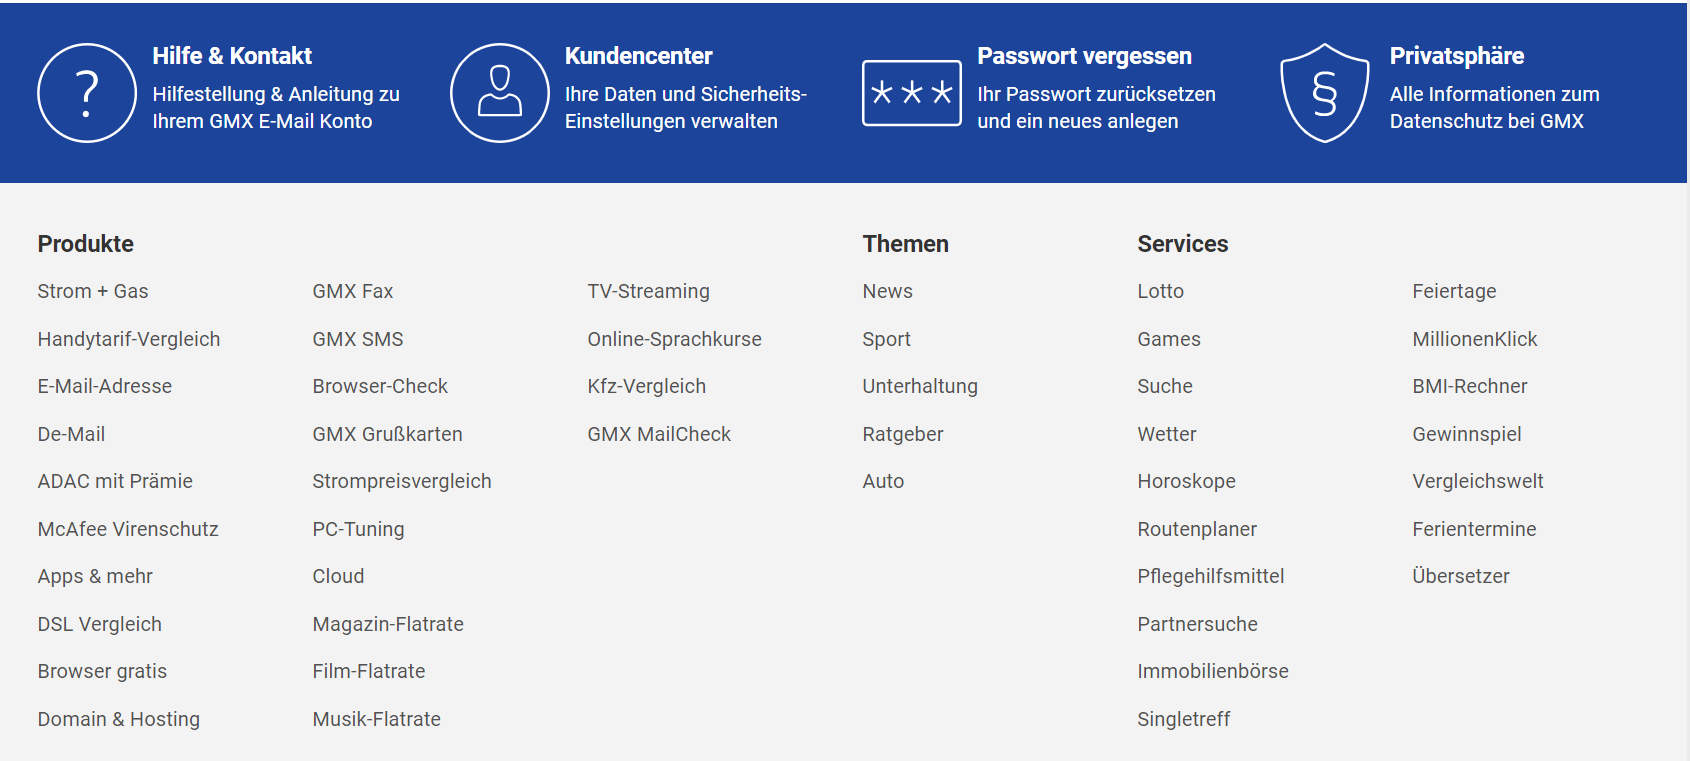 ?
Hilfe & Kontakt
Hilfestellung & Anleitung zu
Ihrem GMX E-Mail Konto
Kundencenter
Ihre Daten und Sicherheits-
Einstellungen verwalten
***
Passwort vergessen
Ihr Passwort zurücksetzen
und ein neues anlegen
§
Privatsphäre
Alle Informationen zum
Datenschutz bei GMX
Produkte
Strom + Gas
Handytarif-Vergleich
E-Mail-Adresse
De-Mail
ADAC mit Prämie
McAfee Virenschutz
Apps & mehr
DSL Vergleich
Browser gratis
Domain & Hosting
GMX Fax
GMX SMS
Browser-Check
GMX Grußkarten
Strompreisvergleich
PC-Tuning
Cloud
Magazin-Flatrate
Film-Flatrate
Musik-Flatrate
TV-Streaming
Online-Sprachkurse
Kfz-Vergleich
GMX MailCheck
Themen
News
Sport
Unterhaltung
Ratgeber
Auto
Services
Lotto
Games
Suche
Wetter
Horoskope
Routenplaner
Pflegehilfsmittel
Partnersuche
Immobilienbörse
Singletreff
Feiertage
MillionenKlick
BMI-Rechner
Gewinnspiel
Vergleichswelt
Ferientermine
Übersetzer